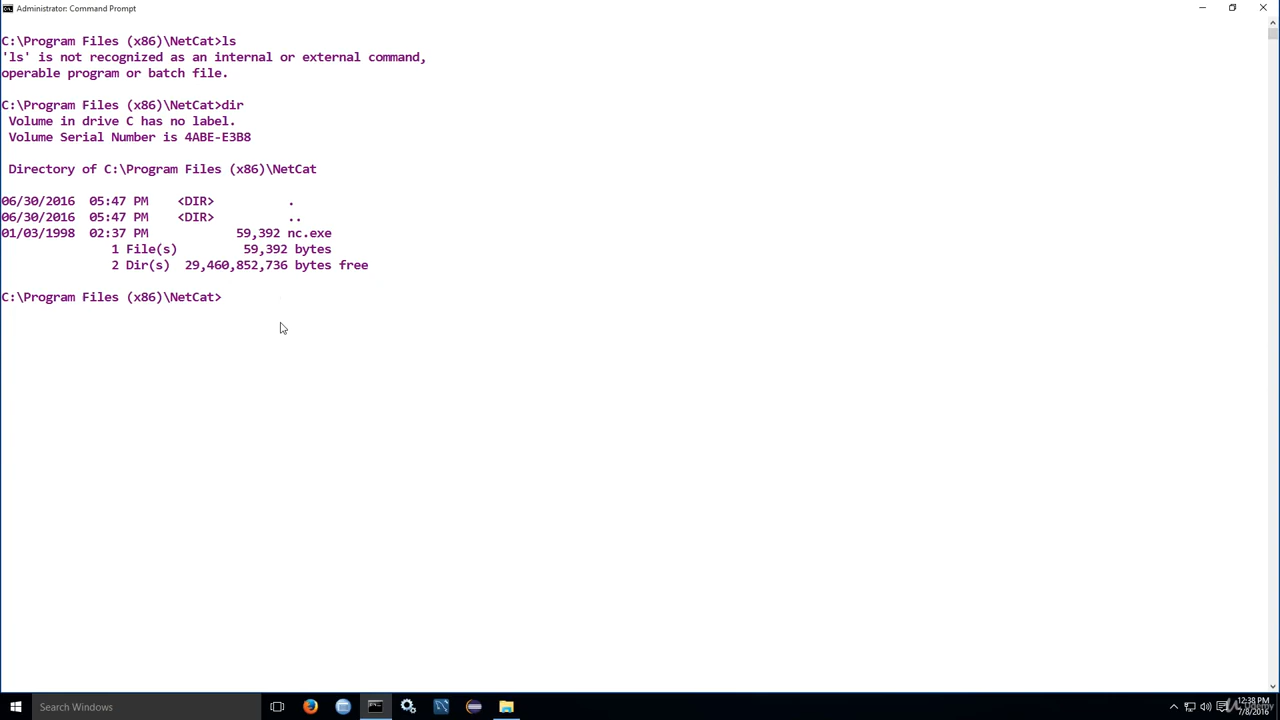 Administrator: Command Prompt
C:\Program Files (x86)\NetCat>ls
'ls' is not recognized as an internal or external command,
operable program or batch file.
C:\Program Files (x86)\NetCat>dir
Volume in drive C has no label.
Volume Serial Number is 4ABE-E3B8
Directory of C:\Program Files (x86)\NetCat
06/30/2016  05:47 PM    <DIR>          .
06/30/2016  05:47 PM    <DIR>          ..
01/03/1998  02:37 PM            59,392 nc.exe
1 File(s)         59,392 bytes
2 Dir(s)  29,460,852,736 bytes free
C:\Program Files (x86)\NetCat>
Search Windows
12:38 PM
7/8/2016
Udemy